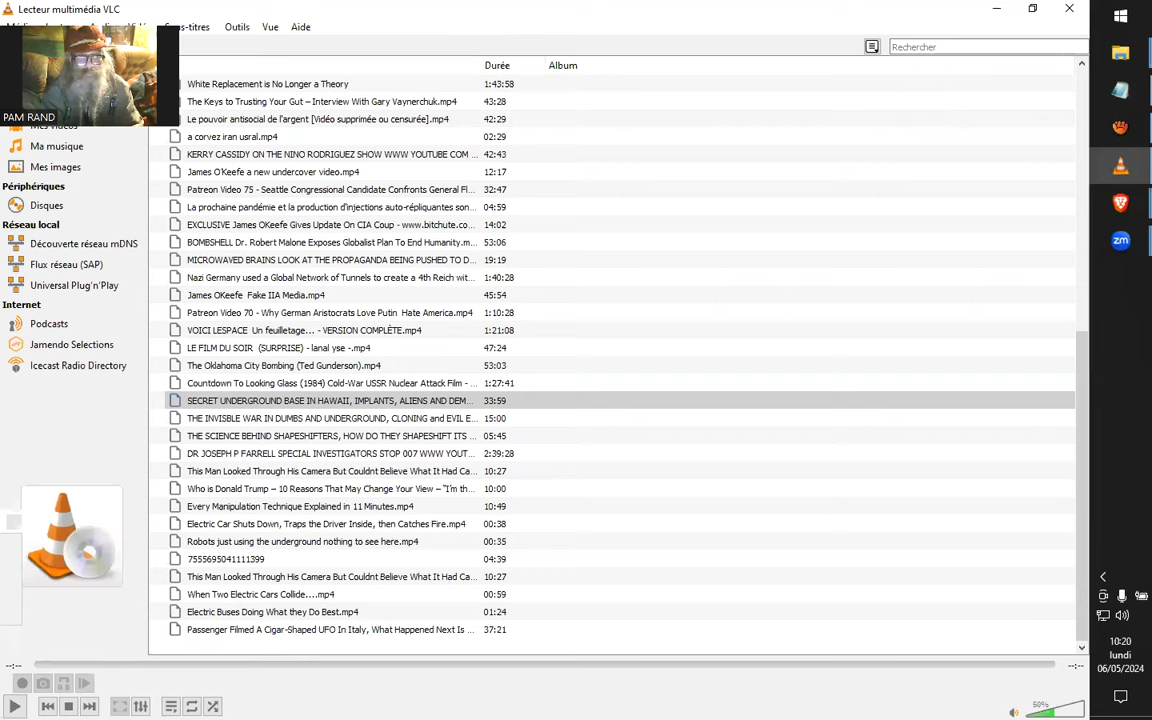 Lecteur multimédia VLC
Sous-titres Outils Vue Aide
PAM RAND
Rechercher
Durée Album
Ma musique
Mes images
Périphériques
Disques
Réseau local
Découverte réseau mDNS
Flux réseau (SAP)
Universal Plug'n'Play
Internet
Podcasts
Jamendo Selections
Icecast Radio Directory
White Replacement is No Longer a Theory 1:43:58
The Keys to Trusting Your Gut – Interview With Gary Vaynerchuk.mp4 43:28
Le pouvoir antisocial de l'argent [Vidéo supprimée ou censurée].mp4 42:29
a corvez iran usral.mp4 02:29
KERRY CASSIDY ON THE NINO RODRIGUEZ SHOW WWW YOUTUBE COM ... 42:43
James O'Keefe a new undercover video.mp4 12:17
Patreon Video 75 - Seattle Congressional Candidate Confronts General Fl... 32:47
La prochaine pandémie et la production d'injections auto-répliquantes son... 04:59
EXCLUSIVE James OKeefe Gives Update On CIA Coup - www.bitchute.co... 14:02
BOMBSHELL Dr. Robert Malone Exposes Globalist Plan To End Humanity.m... 53:06
MICROWAVED BRAINS LOOK AT THE PROPAGANDA BEING PUSHED TO D... 19:19
Nazi Germany used a Global Network of Tunnels to create a 4th Reich wit... 1:40:28
James OKeefe Fake IIA Media.mp4 45:54
Patreon Video 70 - Why German Aristocrats Love Putin Hate America.mp4 1:10:28
VOICI LESPACE Un feuilletage... - VERSION COMPLÈTE.mp4 1:21:08
LE FILM DU SOIR (SURPRISE) - lanal yse -.mp4 47:24
The Oklahoma City Bombing (Ted Gunderson).mp4 53:03
Countdown To Looking Glass (1984) Cold-War USSR Nuclear Attack Film - ... 1:27:41
SECRET UNDERGROUND BASE IN HAWAII, IMPLANTS, ALIENS AND DEM... 33:59
THE INVISBLE WAR IN DUMBS AND UNDERGROUND, CLONING and EVIL E... 15:00
THE SCIENCE BEHIND SHAPESHIFTERS, HOW DO THEY SHAPESHIFT ITS ... 05:45
DR JOSEPH P FARRELL SPECIAL INVESTIGATORS STOP 007 WWW YOUT... 2:39:28
This Man Looked Through His Camera But Couldnt Believe What It Had Ca... 10:27
Who is Donald Trump – 10 Reasons That May Change Your View – "I'm th... 10:00
Every Manipulation Technique Explained in 11 Minutes.mp4 10:49
Electric Car Shuts Down, Traps the Driver Inside, then Catches Fire.mp4 00:38
Robots just using the underground nothing to see here.mp4 00:35
7555695041111399 04:39
This Man Looked Through His Camera But Couldnt Believe What It Had Ca... 10:27
When Two Electric Cars Collide....mp4 00:59
Electric Buses Doing What they Do Best.mp4 01:24
Passenger Filmed A Cigar-Shaped UFO In Italy, What Happened Next Is ... 37:21
--:-- --:--
50%
zm
10:20
lundi
06/05/2024